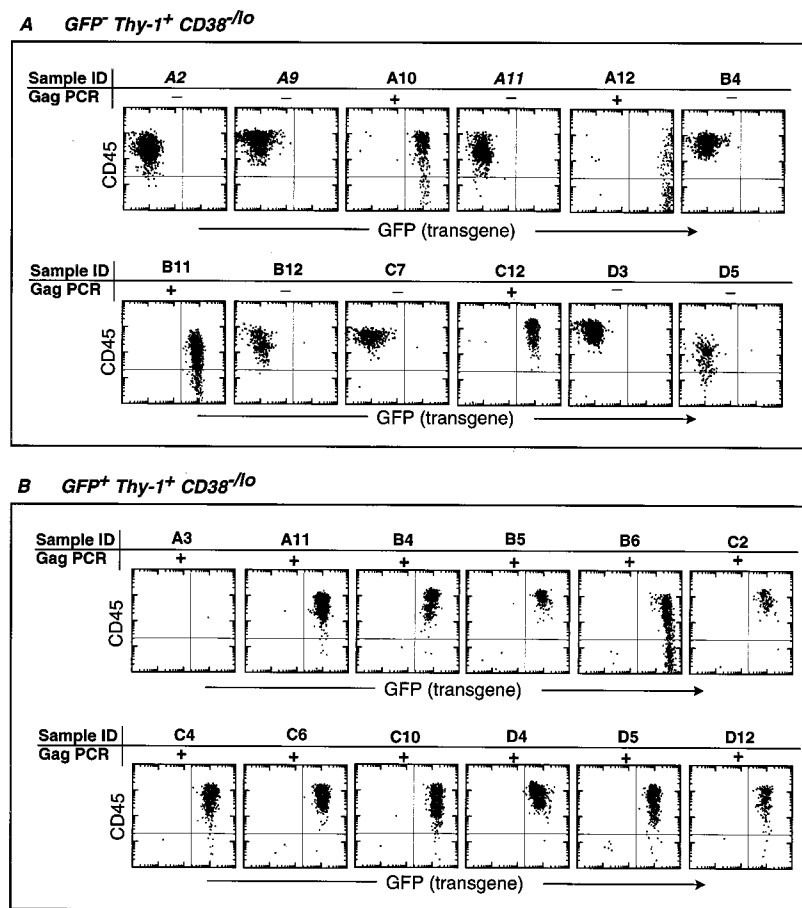 A GFP- Thy-1+ CD38-/lo
Sample ID A2 A9 A10 A11 A12 B4
Gag PCR – – + – + –
CD45
GFP (transgene)
Sample ID B11 B12 C7 C12 D3 D5
Gag PCR + – – + – –
CD45
GFP (transgene)
B GFP+ Thy-1+ CD38-/lo
Sample ID A3 A11 B4 B5 B6 C2
Gag PCR + + + + + +
CD45
GFP (transgene)
Sample ID C4 C6 C10 D4 D5 D12
Gag PCR + + + + + +
CD45
GFP (transgene)